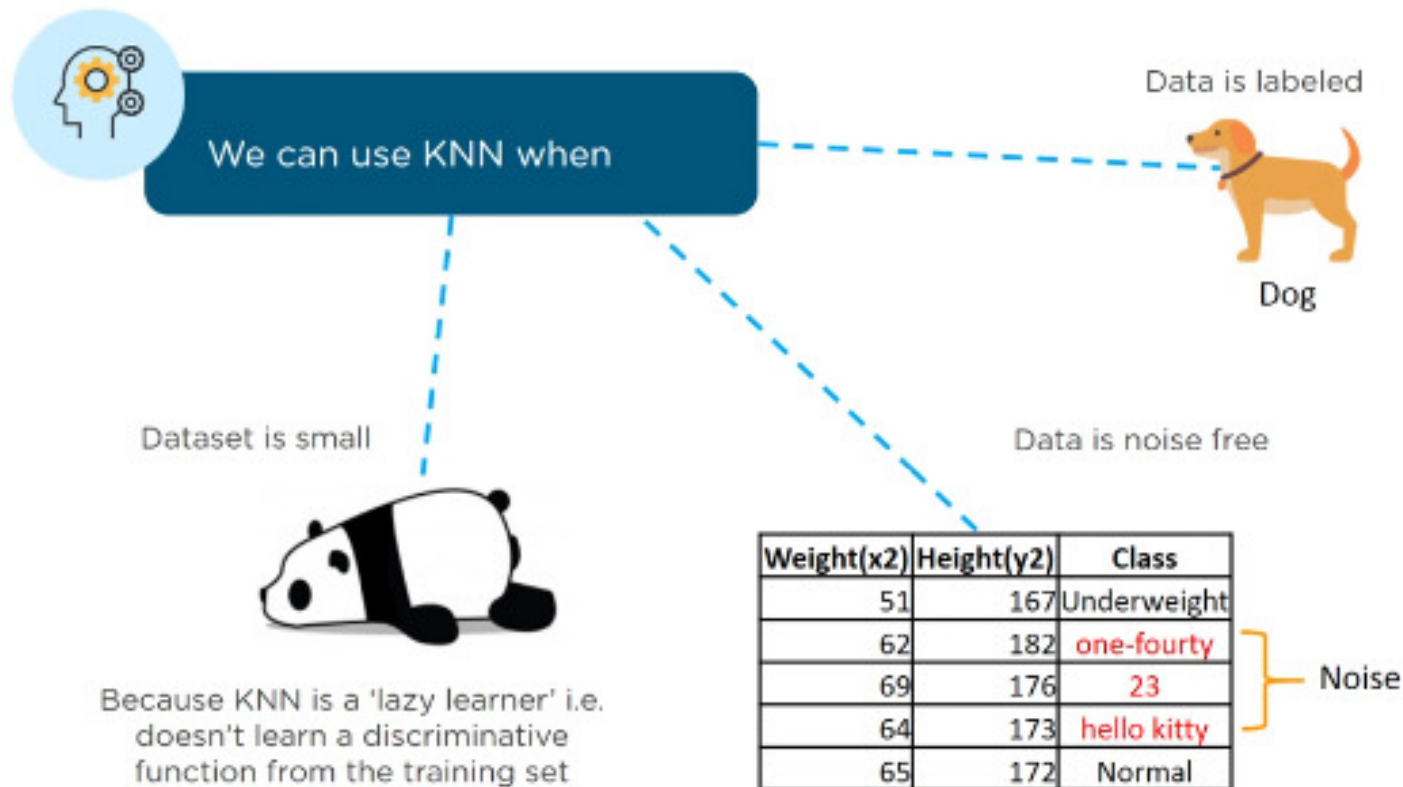 We can use KNN when
Data is labeled
Dog
Dataset is small
Because KNN is a 'lazy learner' i.e.
doesn't learn a discriminative
function from the training set
Data is noise free
Weight(x2) Height(y2) Class
51 167 Underweight
62 182 one-fourty
69 176 23
64 173 hello kitty
65 172 Normal
Noise